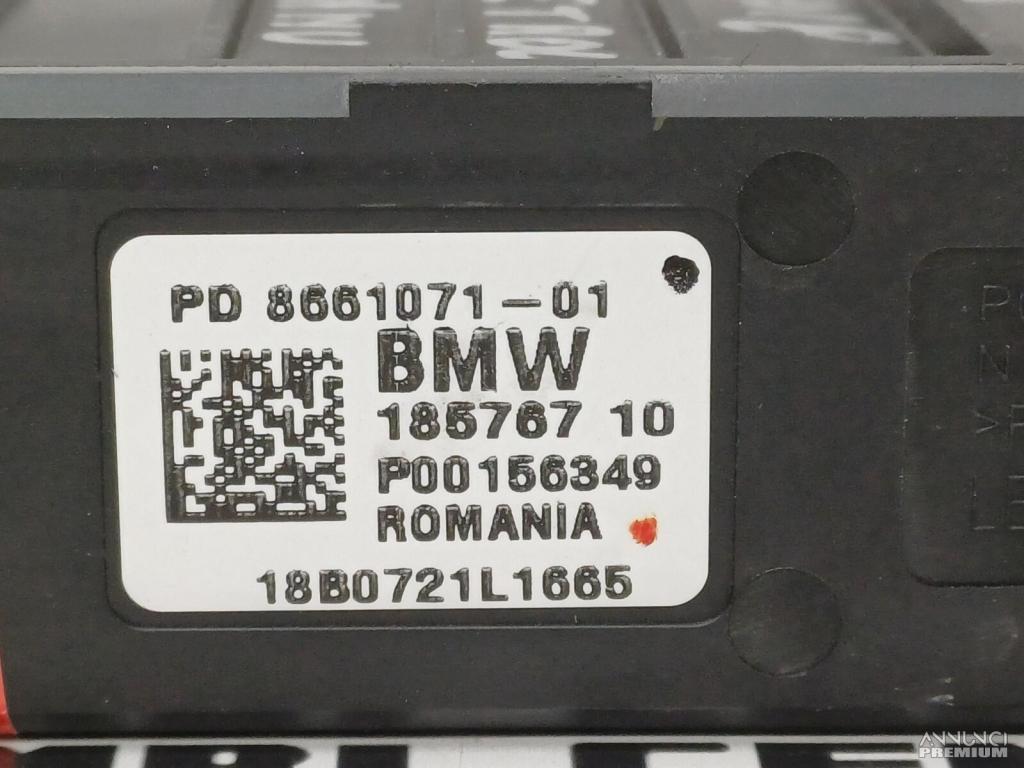 PD 8661071-01
BMW
185767 10
P00156349
ROMANIA
18B0721L1665
ANNUNCI
PREMIUM